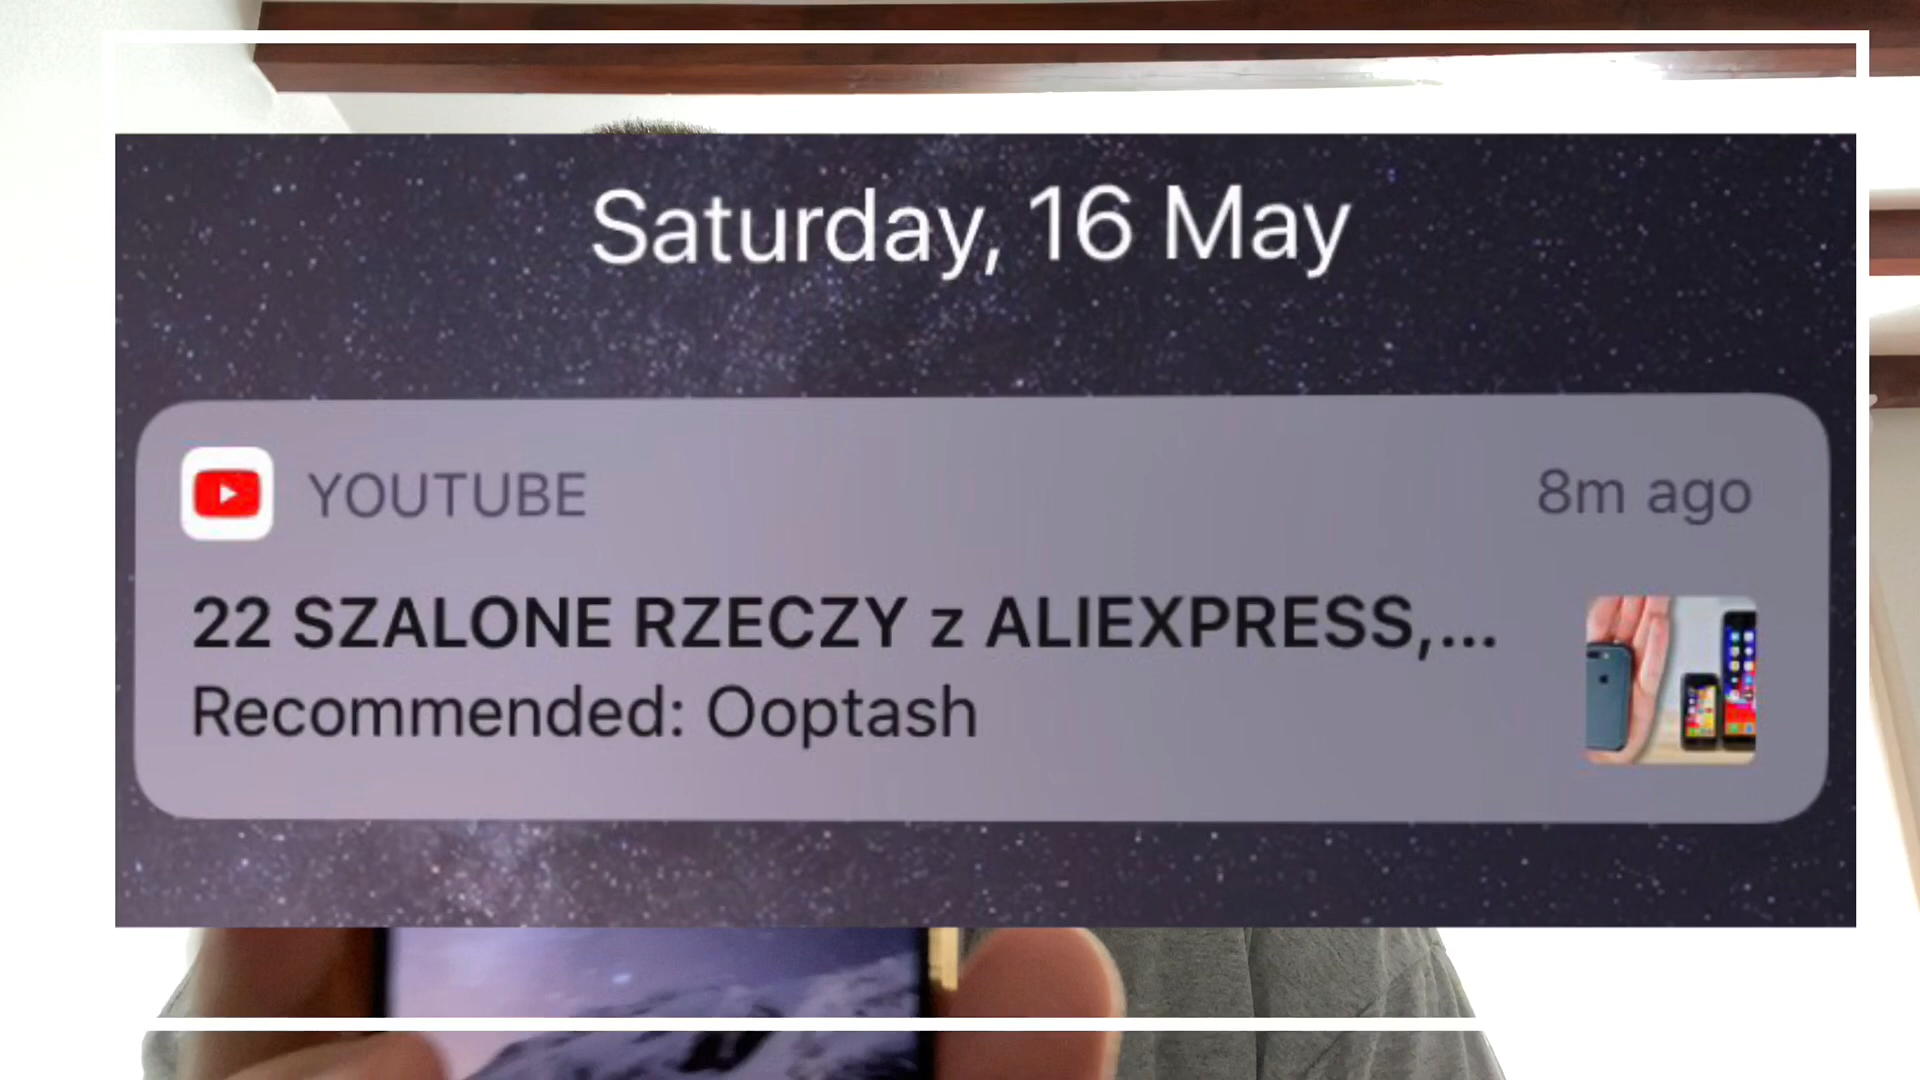 Saturday, 16 May
YOUTUBE
8m ago
22 SZALONE RZECZY z ALIEXPRESS,...
Recommended: Ooptash